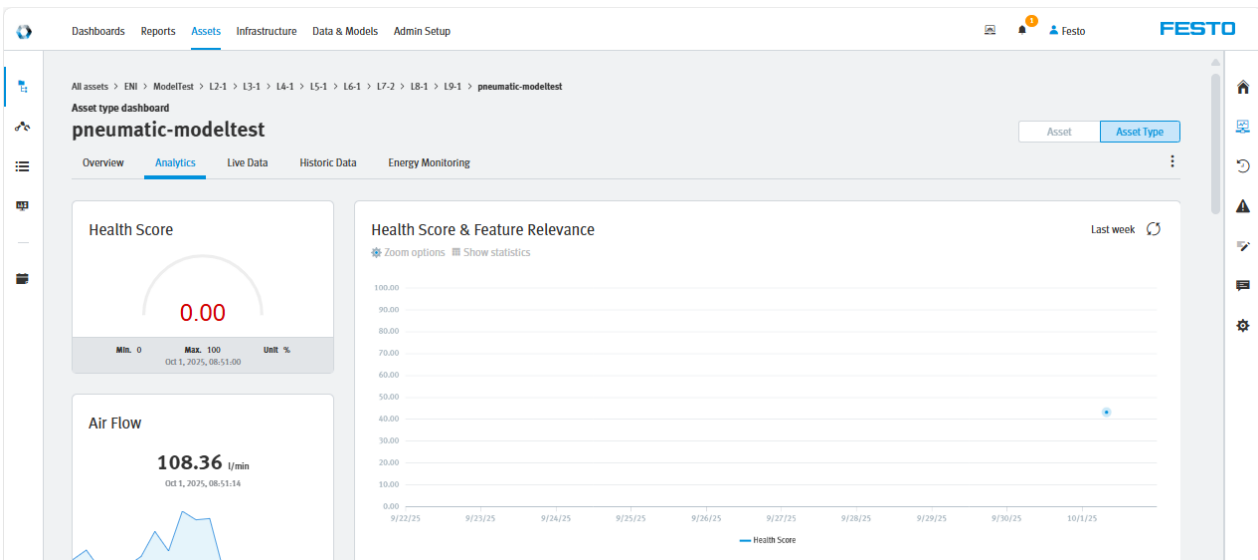 Dashboards Reports Assets Infrastructure Data & Models Admin Setup 1 Festo FESTO
All assets > ENI > ModelTest > L2-1 > L3-1 > L4-1 > L5-1 > L6-1 > L7-2 > L8-1 > L9-1 > pneumatic-modeltest
Asset type dashboard
pneumatic-modeltest
Asset Asset Type
Overview Analytics Live Data Historic Data Energy Monitoring
Health Score
0.00
Min. 0 Max. 100 Unit %
Oct 1, 2025, 08:51:00
Air Flow
108.36 l/min
Oct 1, 2025, 08:51:14
Health Score & Feature Relevance
Last week
Zoom options Show statistics
100.00
90.00
80.00
70.00
60.00
50.00
40.00
30.00
20.00
10.00
0.00
9/22/25 9/23/25 9/24/25 9/25/25 9/26/25 9/27/25 9/28/25 9/29/25 9/30/25 10/1/25
Health Score